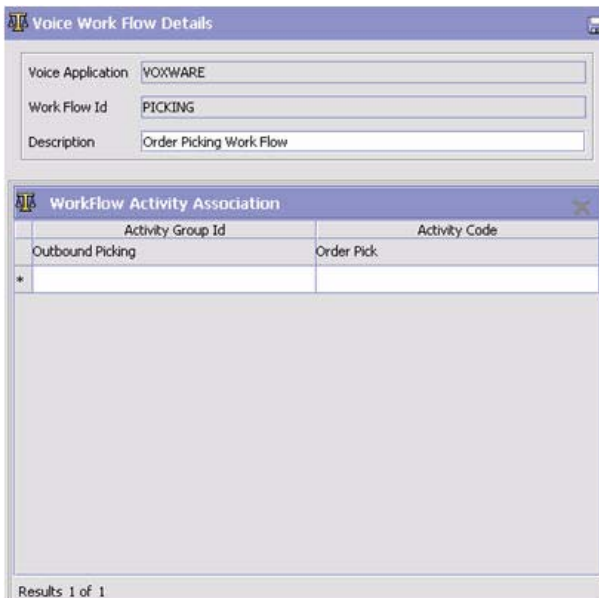 Voice Work Flow Details
Voice Application VOXWARE
Work Flow Id PICKING
Description Order Picking Work Flow
WorkFlow Activity Association
Activity Group Id Activity Code
Outbound Picking Order Pick
*
Results 1 of 1